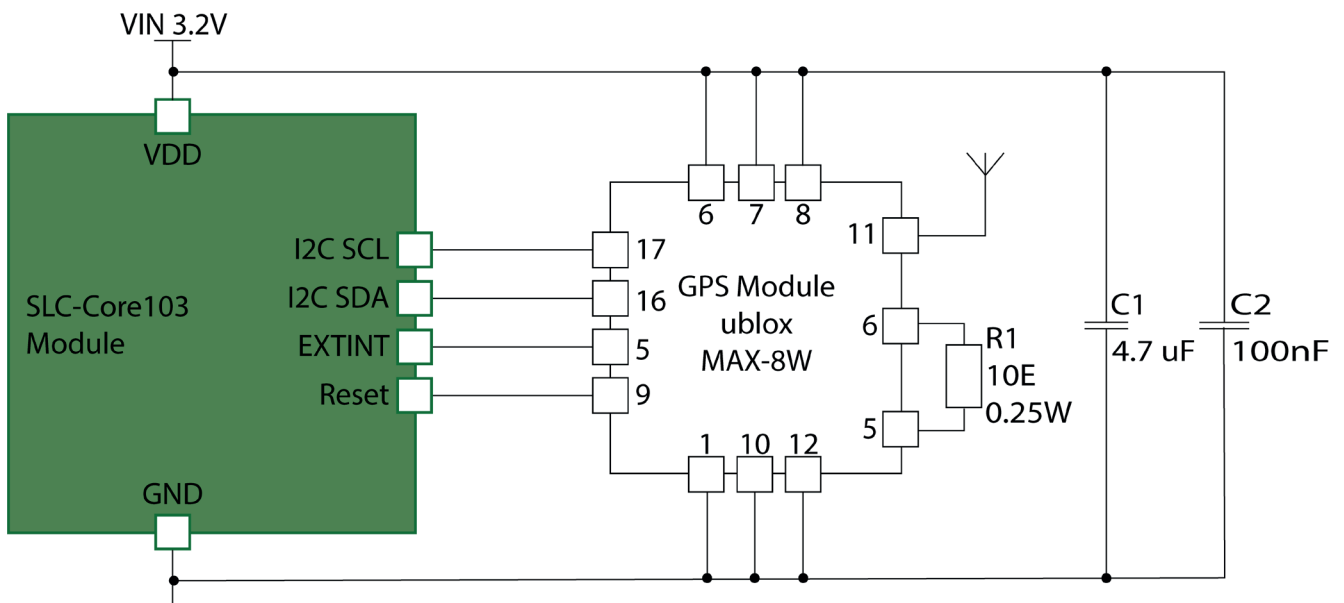 VIN 3.2V
VDD
I2C SCL
I2C SDA
EXTINT
Reset
SLC-Core103
Module
GND
6
7
8
17
16
5
9
GPS Module
ublox
MAX-8W
11
6
5
1
10
12
R1
10E
0.25W
C1
4.7 uF
C2
100nF